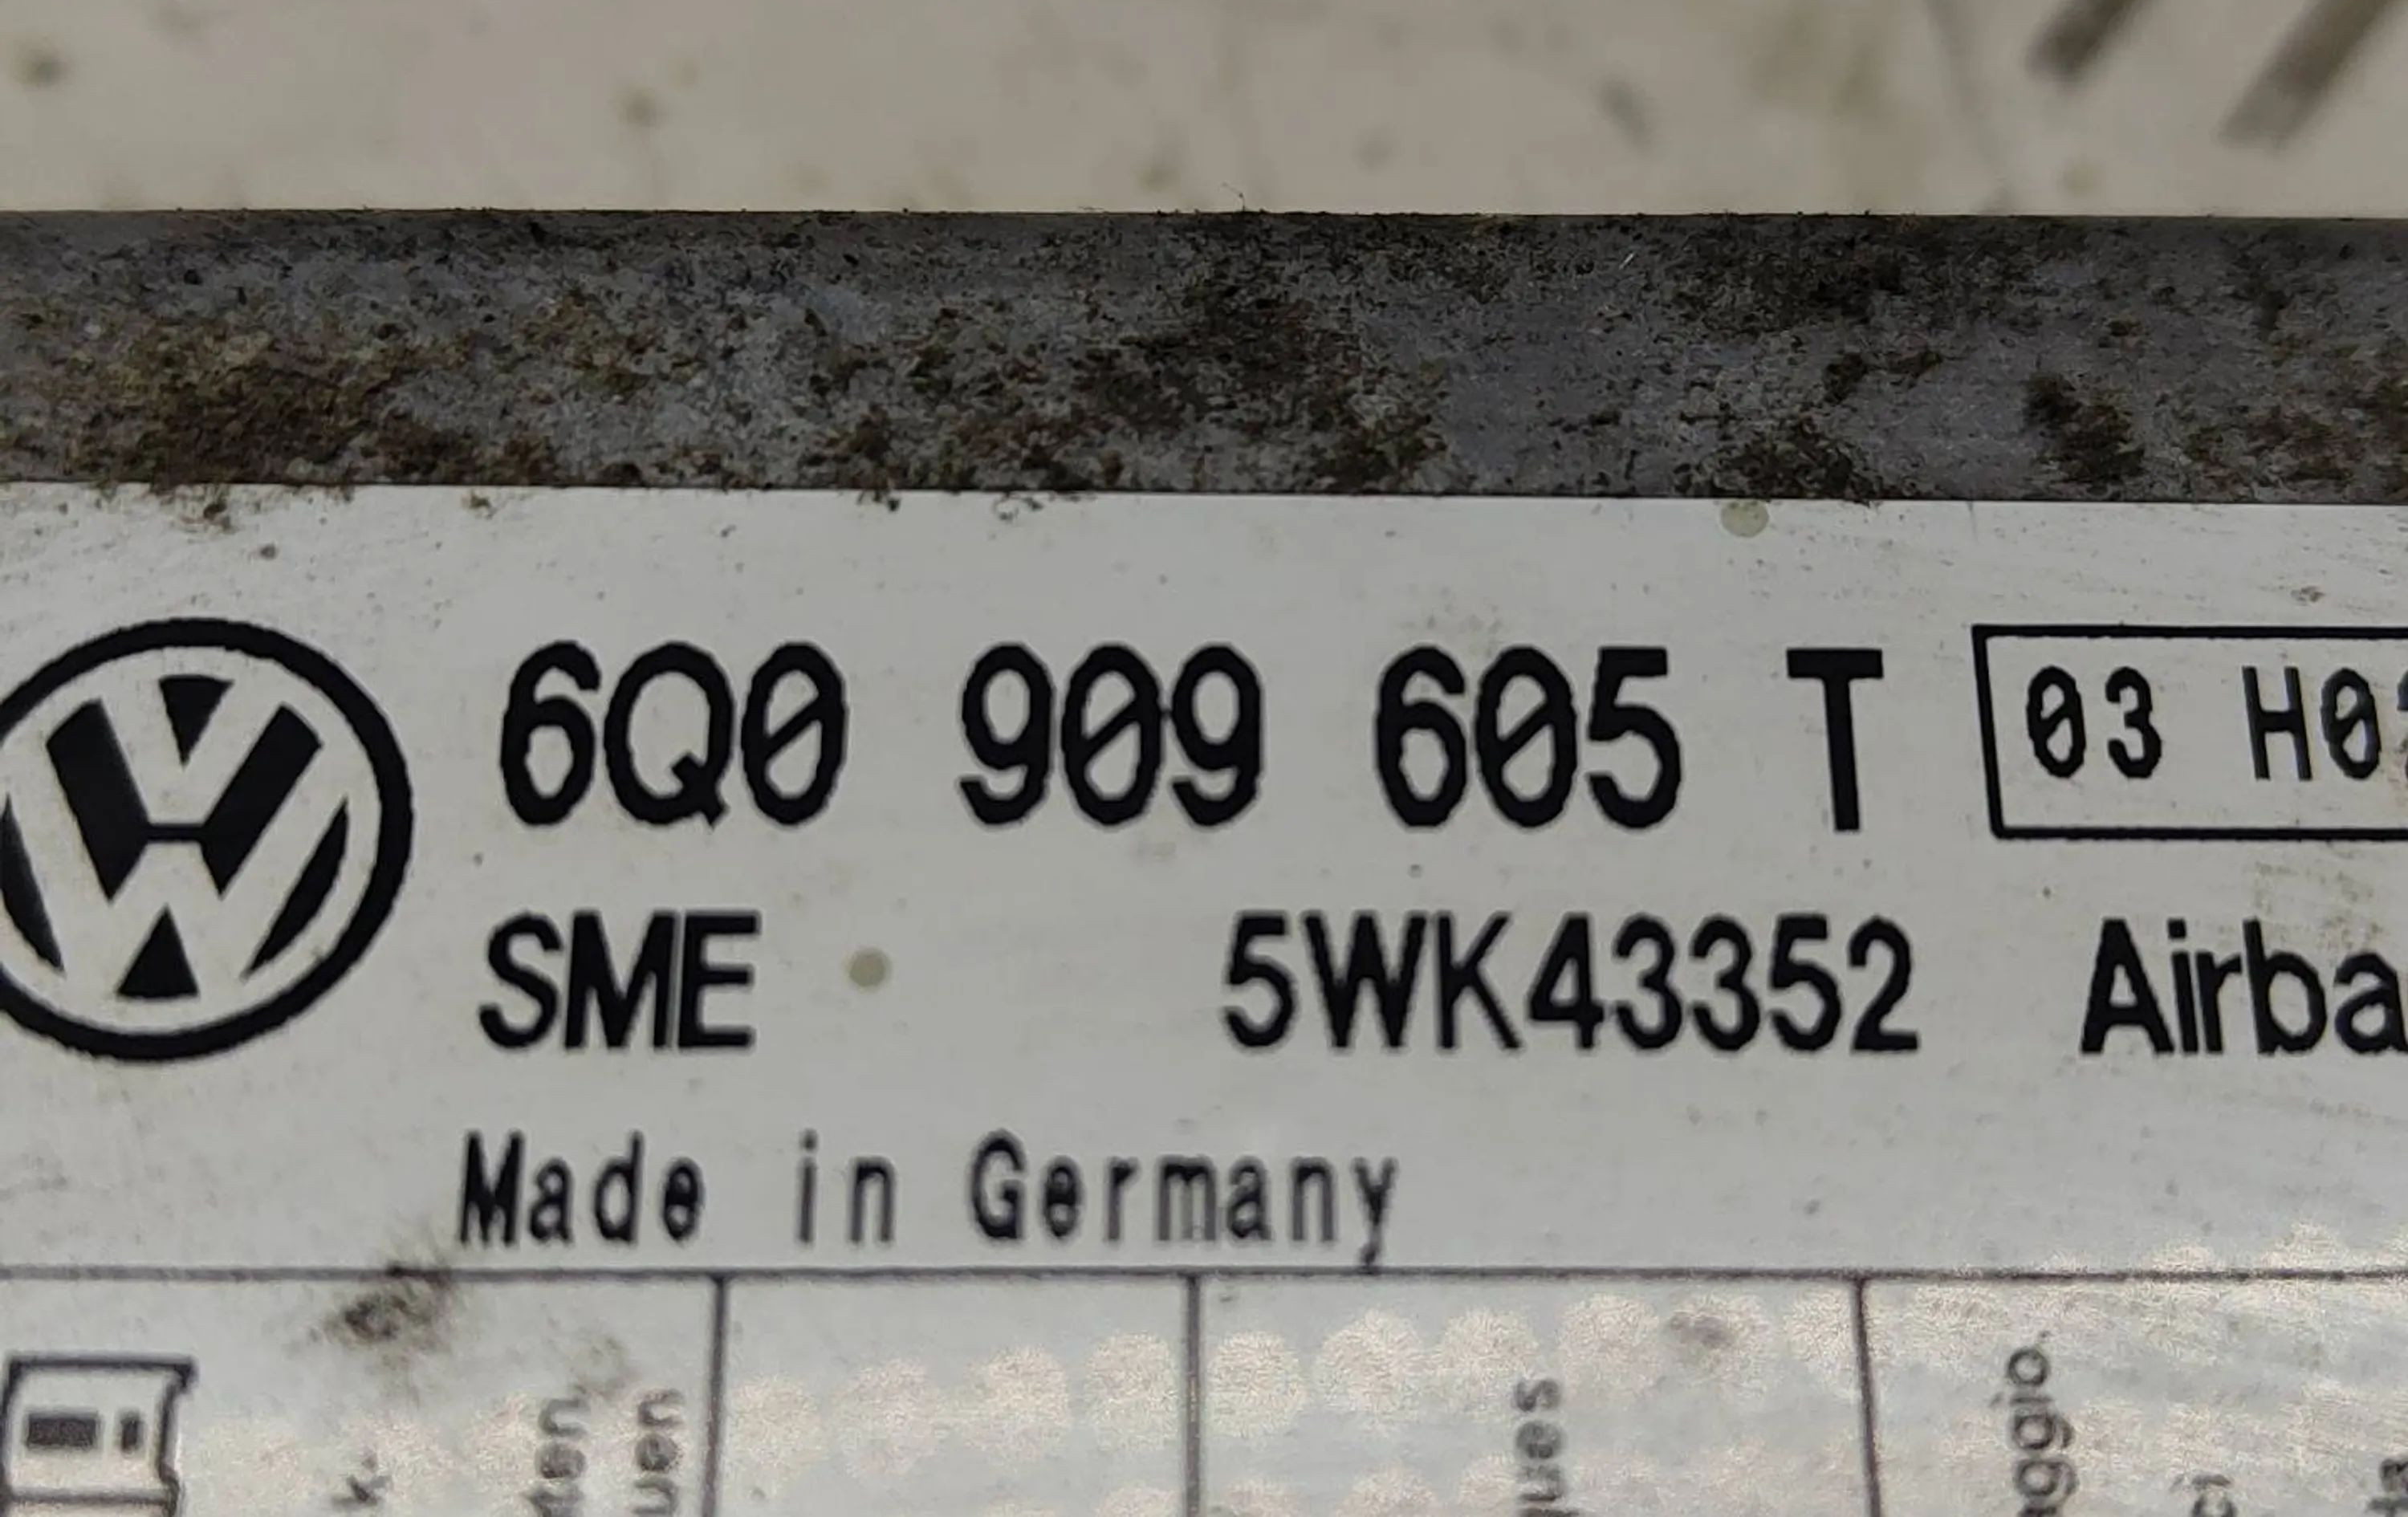 6Q0 909 605 T 03 H0
SME 5WK43352 Airba
Made in Germany